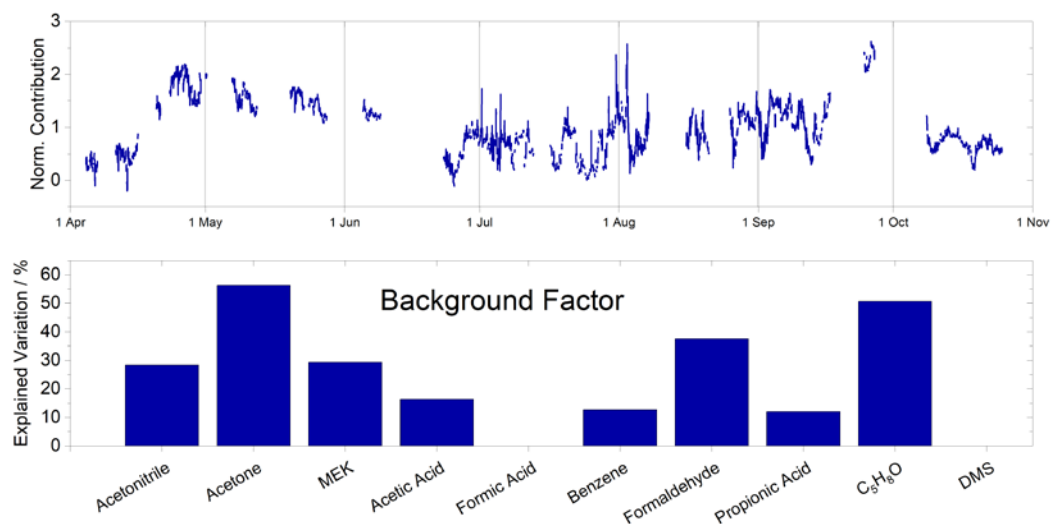 3
2
1
0
Norm. Contribution
1 Apr 1 May 1 Jun 1 Jul 1 Aug 1 Sep 1 Oct 1 Nov
60
50
40
30
20
10
0
Explained Variation / %
Background Factor
Acetonitrile Acetone MEK Acetic Acid Formic Acid Benzene Formaldehyde Propionic Acid C₅H₈O DMS